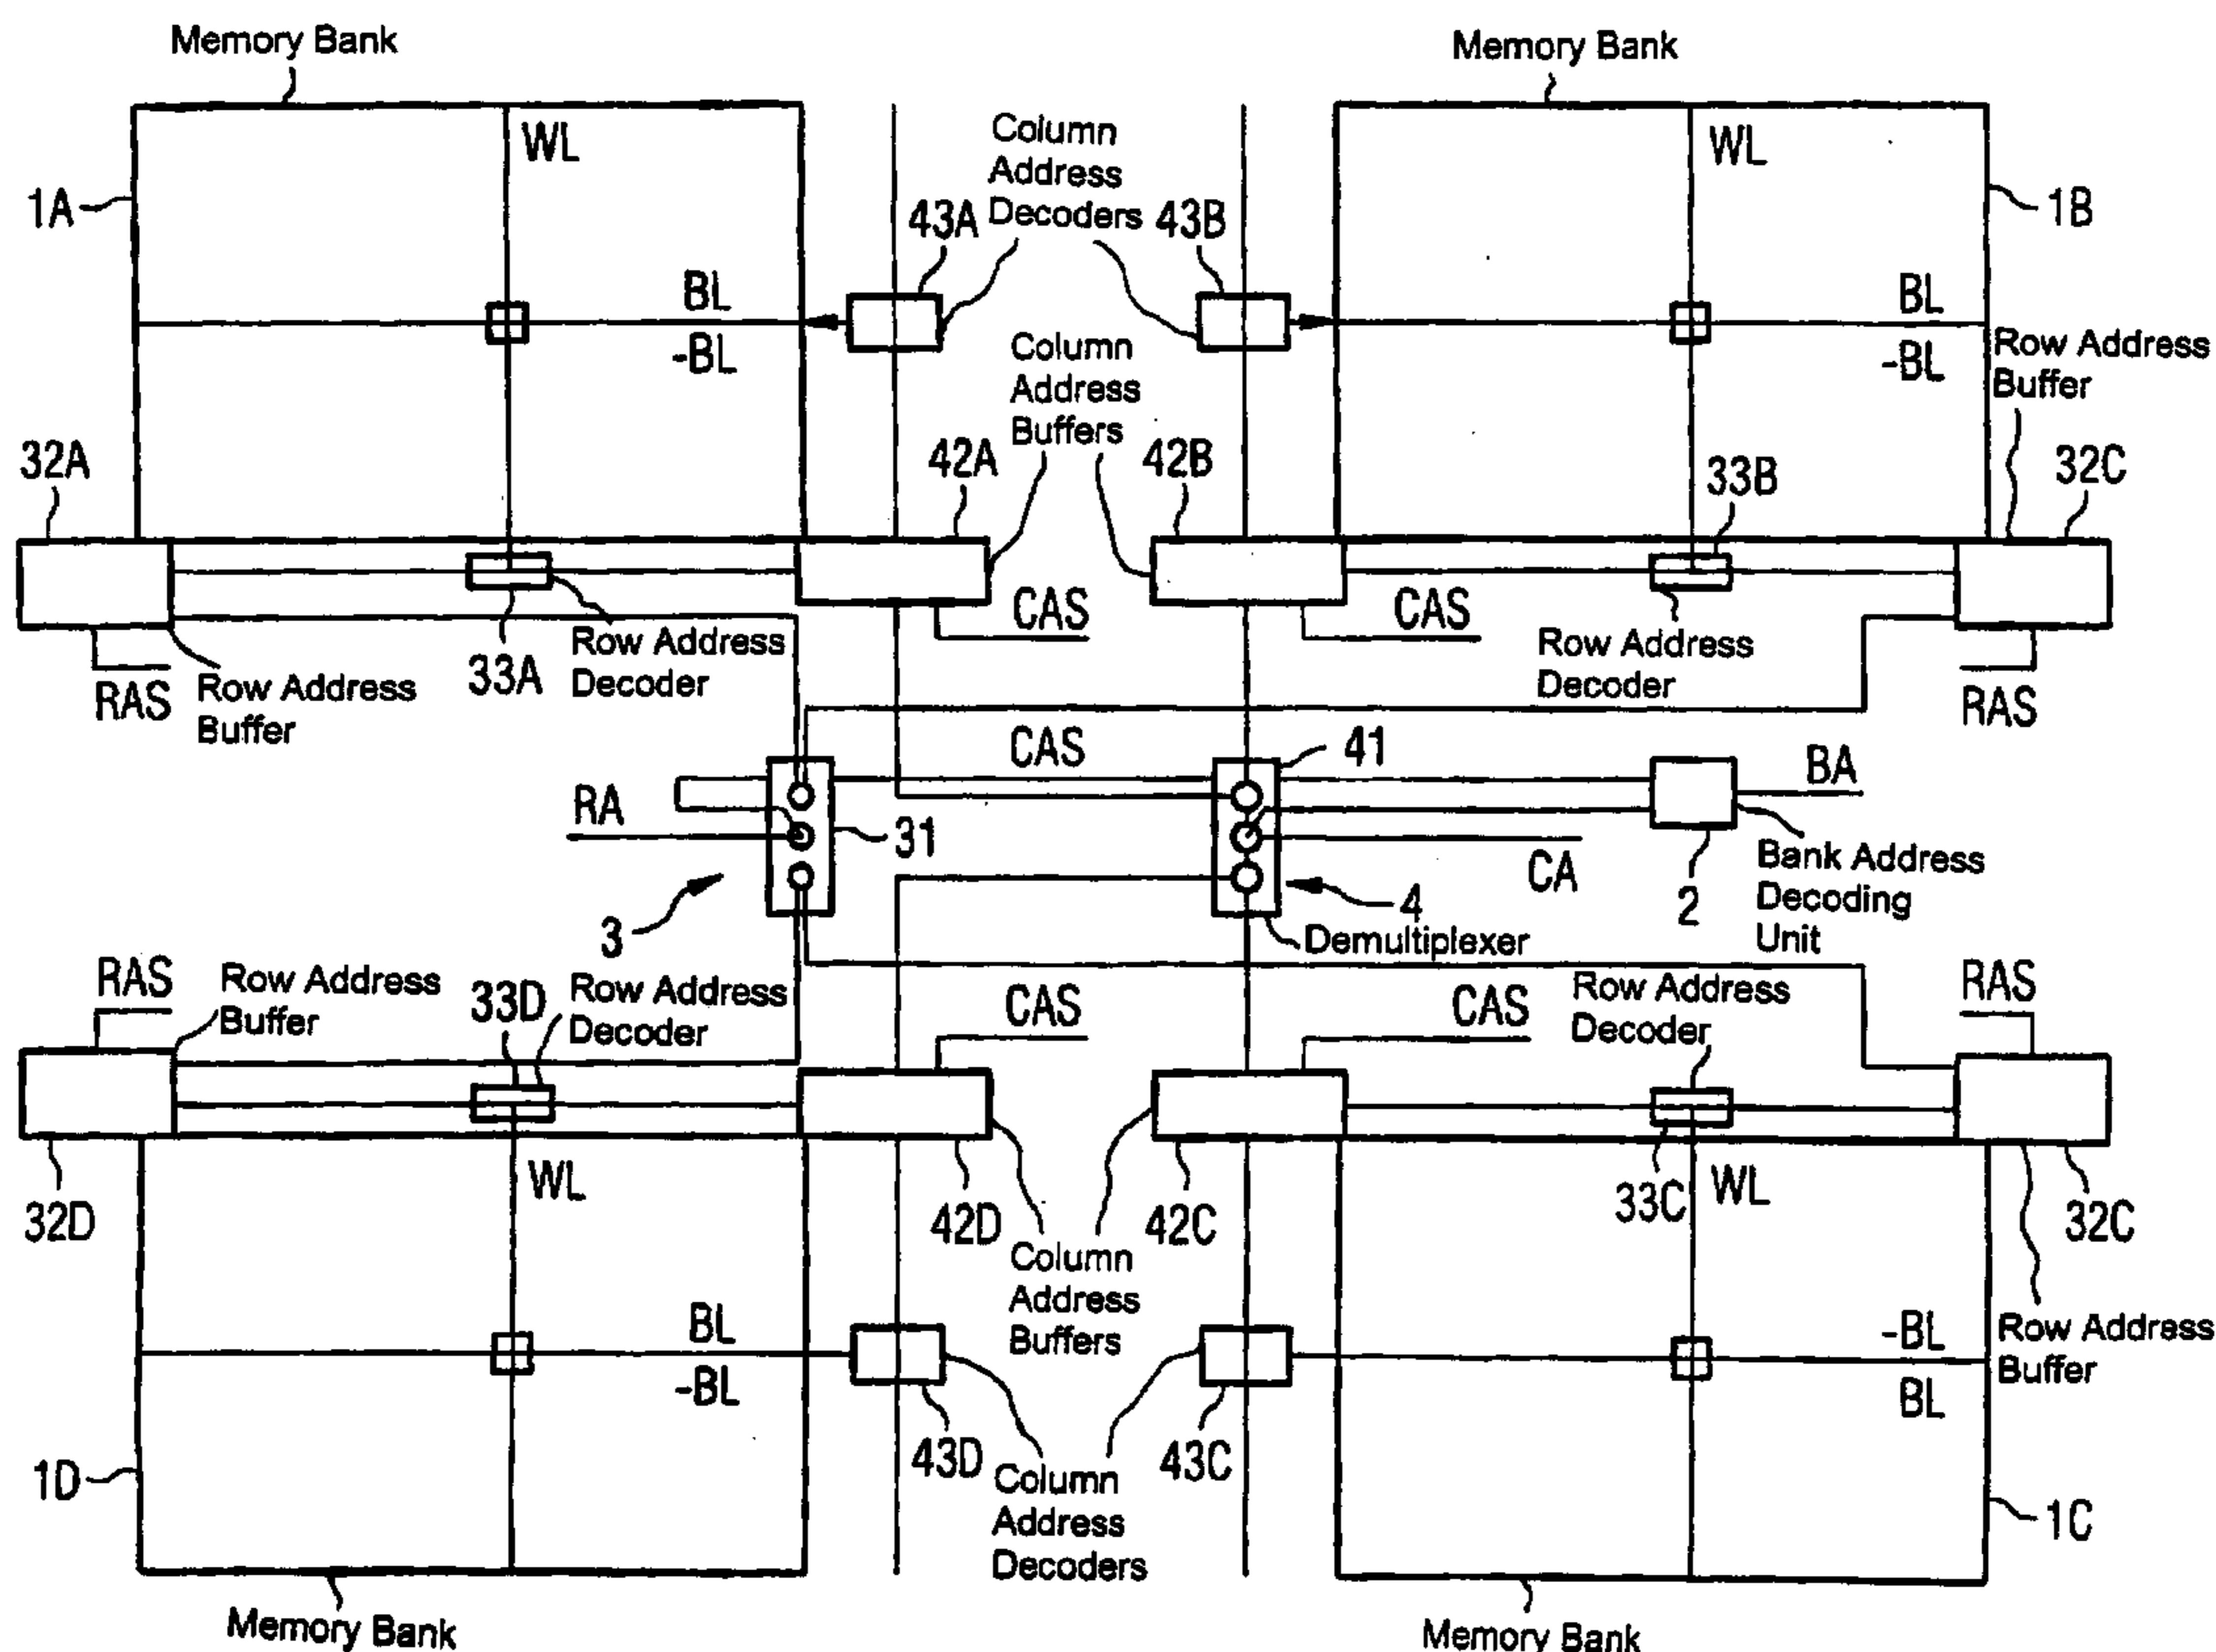 Memory Bank
Memory Bank
WL
Column
Address
Decoders
WL
1A
43A
43B
1B
BL
-BL
BL
-BL
Column
Address
Buffers
Row Address
Buffer
32A
42A
42B
33B
32C
CAS
CAS
33A
Row Address
Decoder
Row Address
Decoder
RAS
Row Address
Buffer
RAS
CAS
41
BA
RA
31
CA
2
Bank Address
Decoding
Unit
3
4
Demultiplexer
RAS
Row Address
Buffer
33D
Row Address
Decoder
CAS
CAS
Row Address
Decoder
RAS
32D
WL
42D
42C
33C
WL
32C
Column
Address
Buffers
BL
-BL
-BL
BL
Row Address
Buffer
1D
43D
43C
Column
Address
Decoders
1C
Memory Bank
Memory Bank